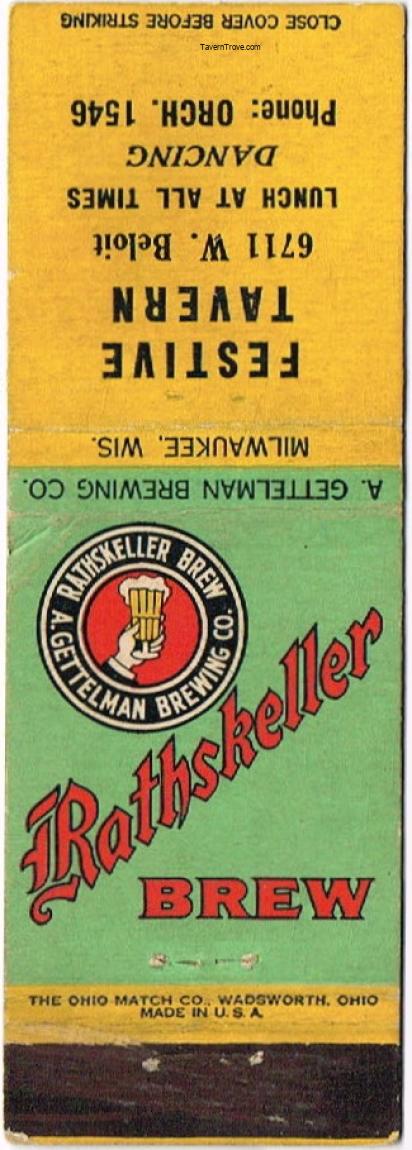 CLOSE COVER BEFORE STRIKING
TavernTrove.com
Phone: ORCH. 1546
DANCING
LUNCH AT ALL TIMES
6711 W. Beloit
TAVERN
FESTIVE
MILWAUKEE, WIS.
A. GETTELMAN BREWING CO.
RATHSKELLER BREW
A. GETTELMAN BREWING CO.
Rathskeller
BREW
THE OHIO MATCH CO., WADSWORTH, OHIO
MADE IN U.S.A.